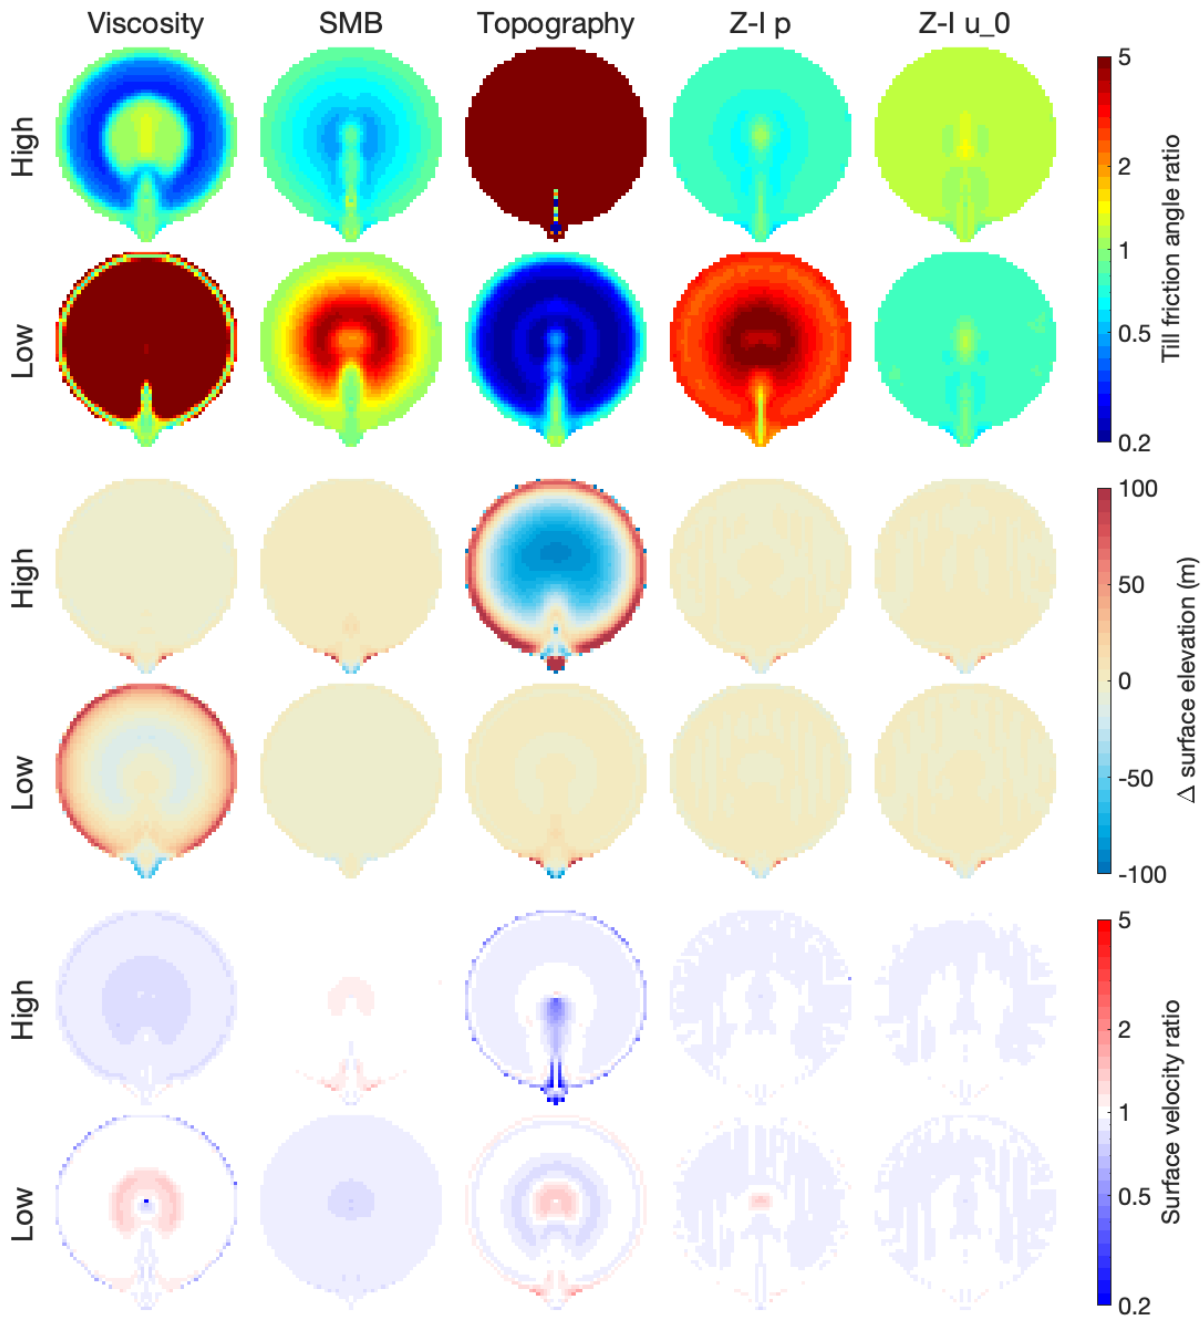 Viscosity SMB Topography Z-I p Z-I u_0
High
Low
5
2
1
0.5
0.2
Till friction angle ratio
High
Low
100
50
0
-50
-100
Δ surface elevation (m)
High
Low
5
2
1
0.5
0.2
Surface velocity ratio